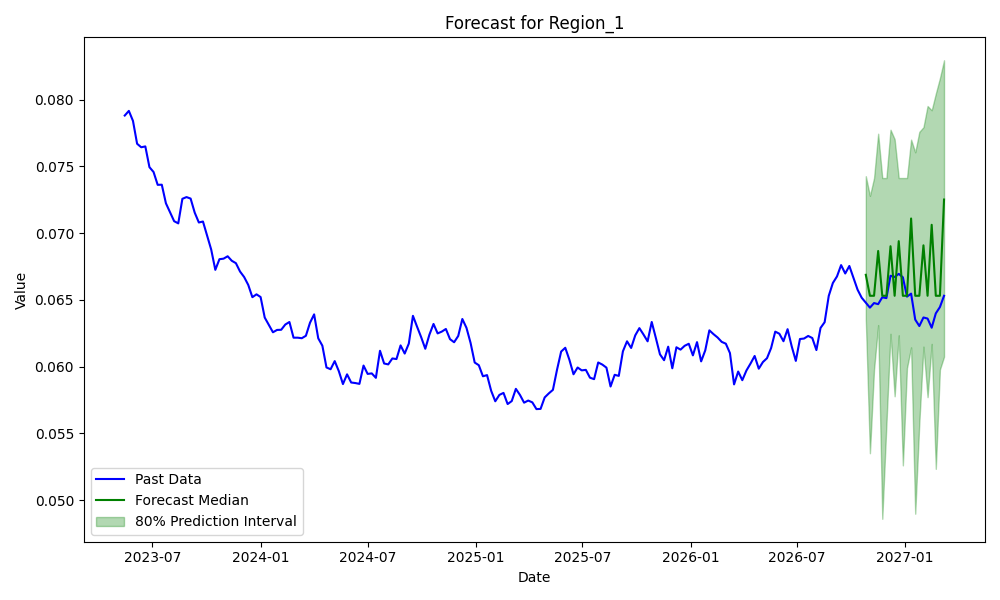 Forecast for Region_1
Value
0.080
0.075
0.070
0.065
0.060
0.055
0.050
Past Data
Forecast Median
80% Prediction Interval
2023-07
2024-01
2024-07
2025-01
2025-07
2026-01
2026-07
2027-01
Date